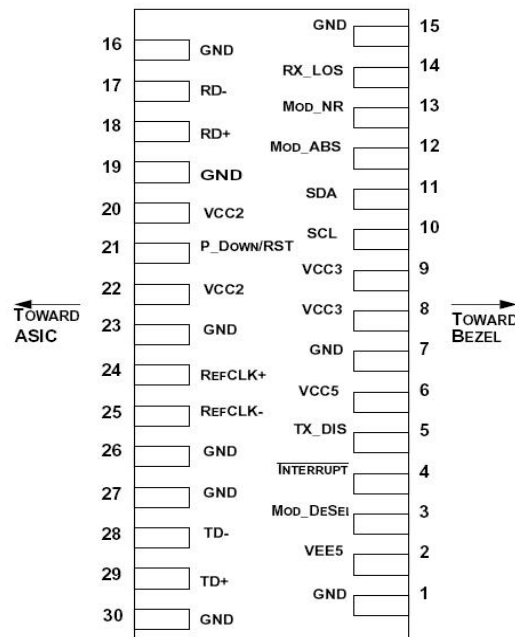 GND 15
16 GND
RX_LOS 14
17 RD-
MOD_NR 13
18 RD+
MOD_ABS 12
19 GND
SDA 11
20 VCC2
SCL 10
21 P_DOWN/RST
VCC3 9
22 VCC2
VCC3 8
TOWARD ASIC
TOWARD BEZEL
23 GND
GND 7
24 REFCLK+
VCC5 6
25 REFCLK-
TX_DIS 5
26 GND
INTERRUPT 4
27 GND
MOD_DESEL 3
28 TD-
VEE5 2
29 TD+
GND 1
30 GND